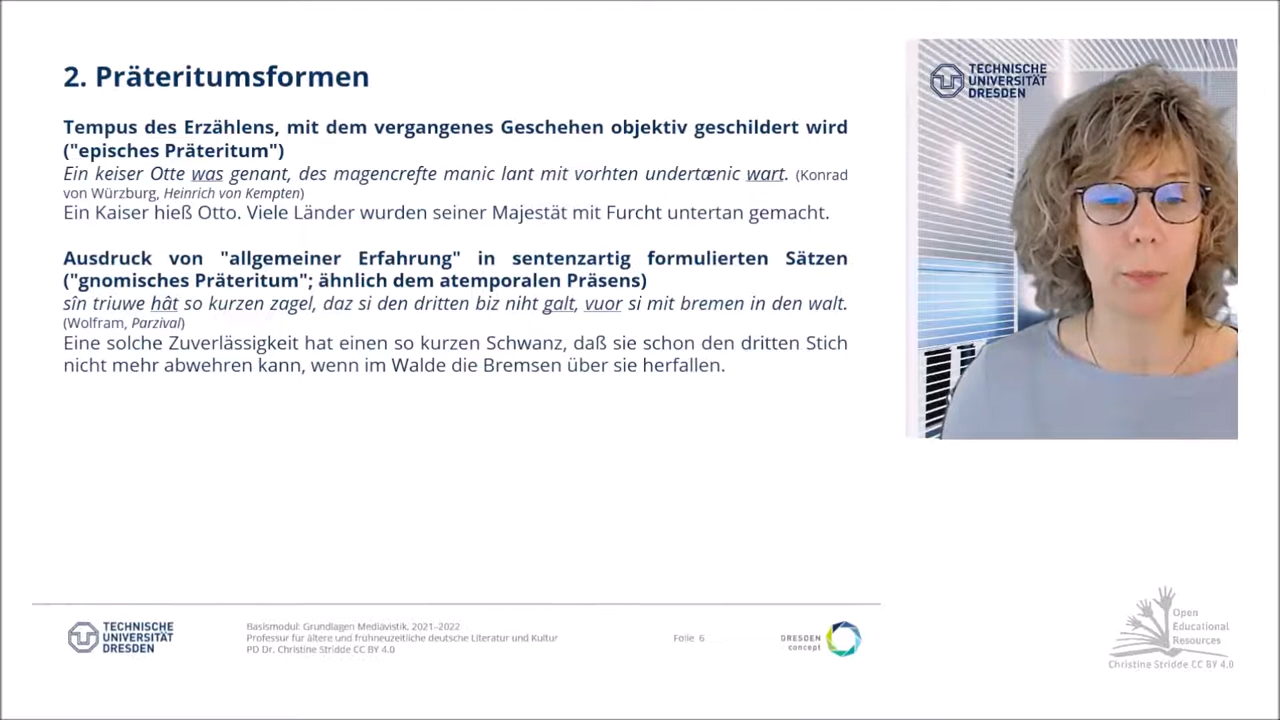 2. Präteritumsformen
TECHNISCHE
UNIVERSITÄT
DRESDEN
Tempus des Erzählens, mit dem vergangenes Geschehen objektiv geschildert wird
("episches Präteritum")
Ein keiser Otte was genant, des magencrefte manic lant mit vorhten undertænic wart. (Konrad
von Würzburg, Heinrich von Kempten)
Ein Kaiser hieß Otto. Viele Länder wurden seiner Majestät mit Furcht untertan gemacht.
Ausdruck von "allgemeiner Erfahrung" in sentenzartig formulierten Sätzen
("gnomisches Präteritum"; ähnlich dem atemporalen Präsens)
sîn triuwe hât so kurzen zagel, daz si den dritten biz niht galt, vuor si mit bremen in den walt.
(Wolfram, Parzival)
Eine solche Zuverlässigkeit hat einen so kurzen Schwanz, daß sie schon den dritten Stich
nicht mehr abwehren kann, wenn im Walde die Bremsen über sie herfallen.
TECHNISCHE
UNIVERSITÄT
DRESDEN
Basismodul: Grundlagen Mediävistik, 2021–2022
Professur für ältere und frühneuzeitliche deutsche Literatur und Kultur
PD Dr. Christine Stridde CC BY 4.0
Folie 6
DRESDEN
concept
Open
Educational
Resources
Christine Stridde CC BY 4.0